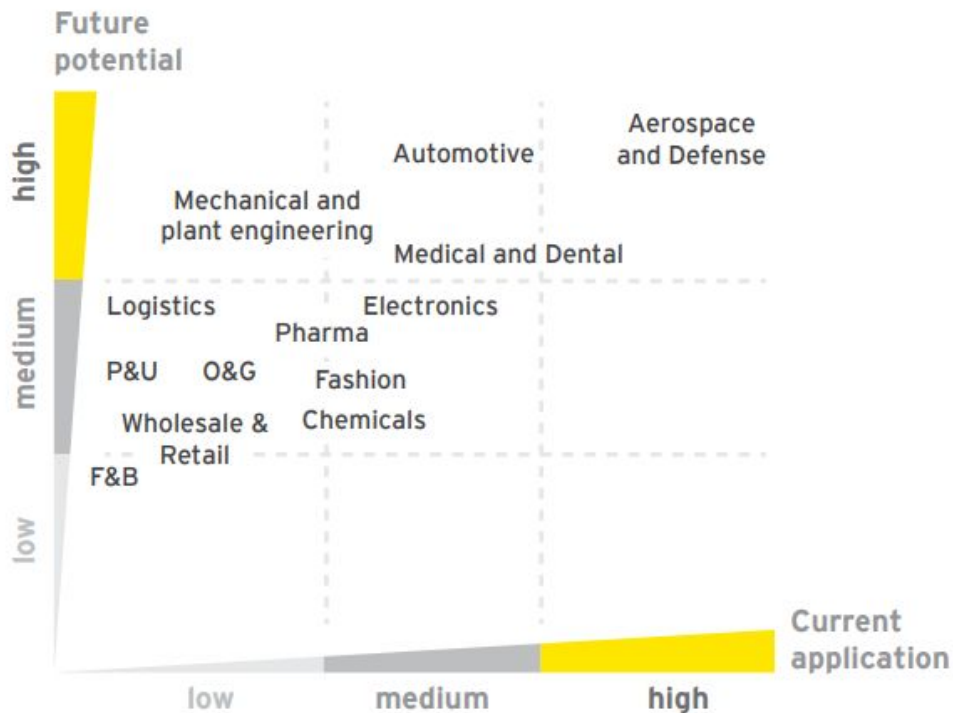 Future
potential
high
Automotive
Aerospace
and Defense
Mechanical and
plant engineering
Medical and Dental
medium
Logistics
Electronics
Pharma
P&U
O&G
Fashion
Wholesale &
Retail
Chemicals
low
F&B
Current
application
low
medium
high